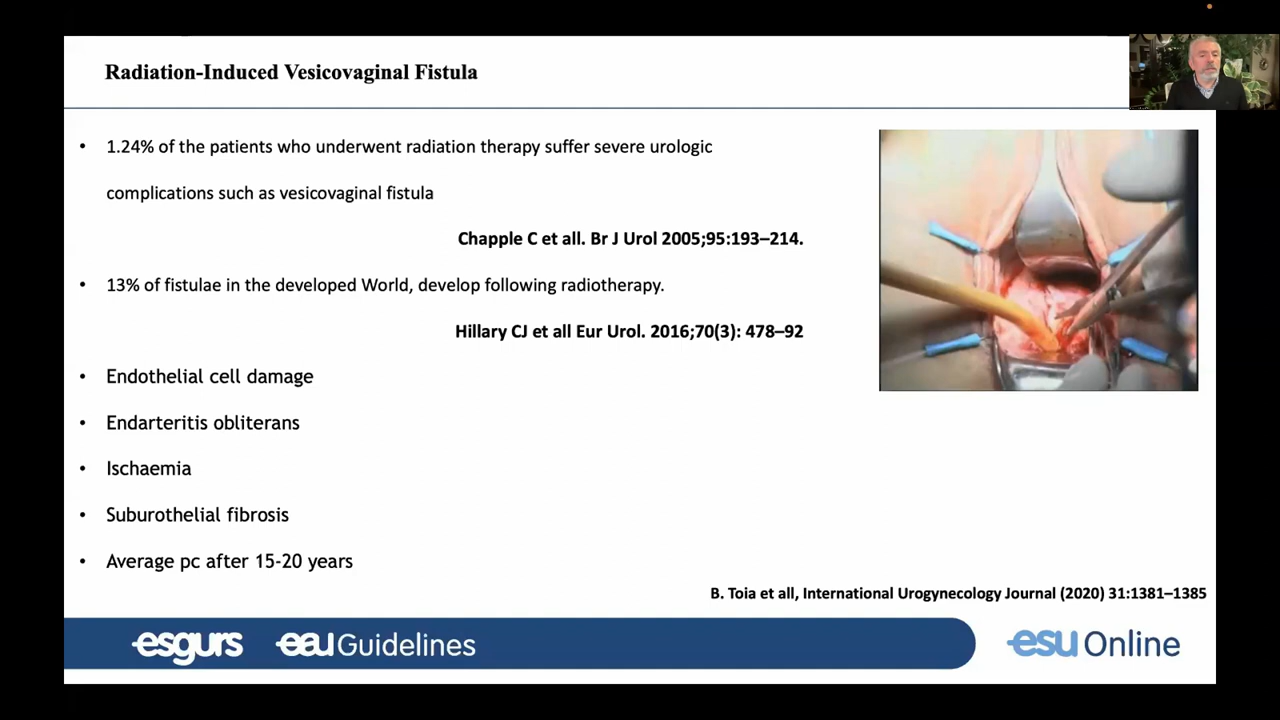 Radiation-Induced Vesicovaginal Fistula
• 1.24% of the patients who underwent radiation therapy suffer severe urologic
complications such as vesicovaginal fistula
Chapple C et all. Br J Urol 2005;95:193–214.
• 13% of fistulae in the developed World, develop following radiotherapy.
Hillary CJ et all Eur Urol. 2016;70(3): 478–92
• Endothelial cell damage
• Endarteritis obliterans
• Ischaemia
• Suburothelial fibrosis
• Average pc after 15-20 years
B. Toia et all, International Urogynecology Journal (2020) 31:1381–1385
esgurs eau Guidelines esu Online